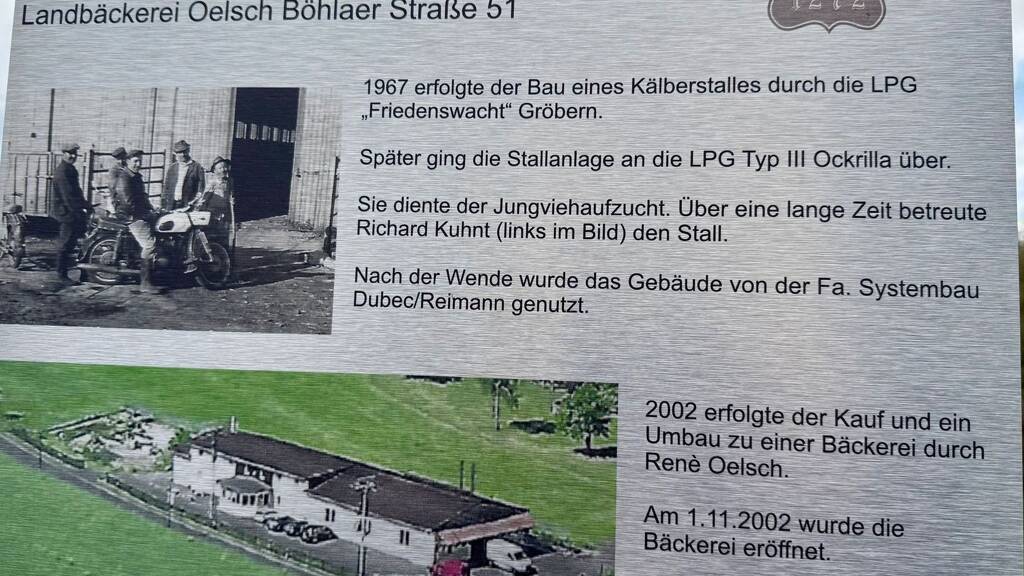 Landbäckerei Oelsch Böhlaer Straße 51
1272
1967 erfolgte der Bau eines Kälberstalles durch die LPG
„Friedenswacht“ Gröbern.
Später ging die Stallanlage an die LPG Typ III Ockrilla über.
Sie diente der Jungviehaufzucht. Über eine lange Zeit betreute
Richard Kuhnt (links im Bild) den Stall.
Nach der Wende wurde das Gebäude von der Fa. Systembau
Dubec/Reimann genutzt.
2002 erfolgte der Kauf und ein
Umbau zu einer Bäckerei durch
Renè Oelsch.
Am 1.11.2002 wurde die
Bäckerei eröffnet.